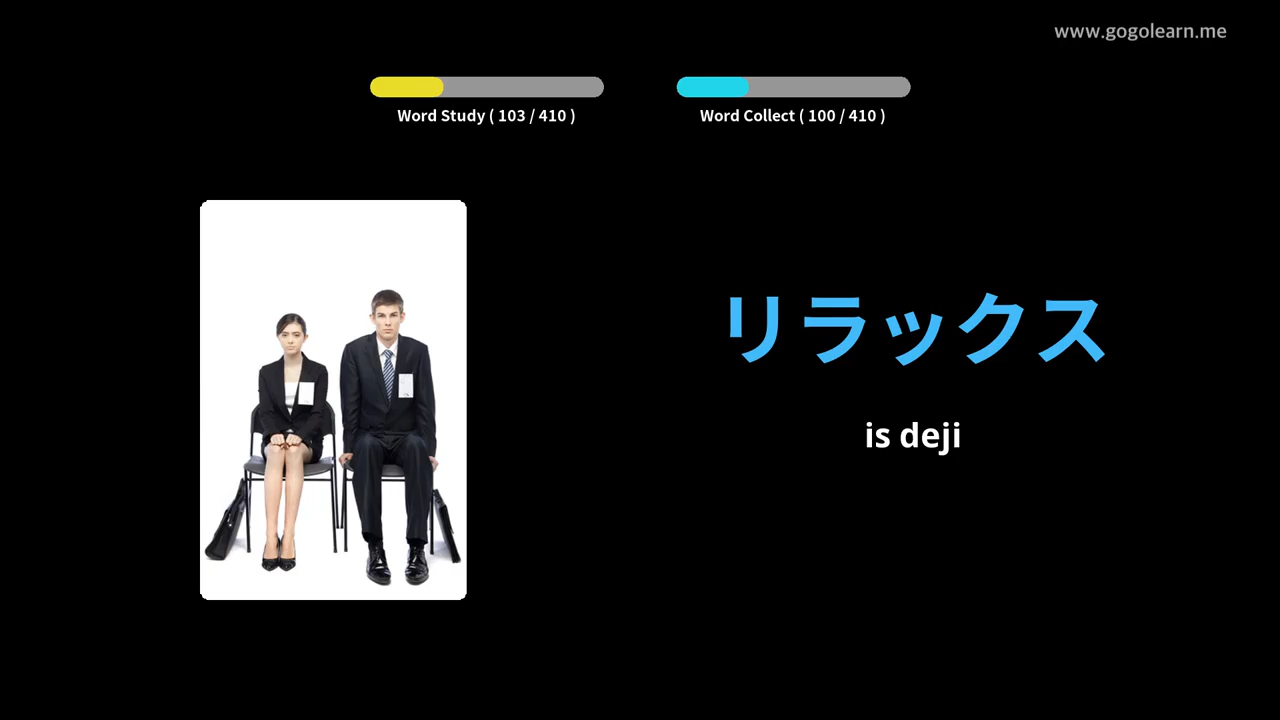 www.gogolearn.me
Word Study ( 103 / 410 )
Word Collect ( 100 / 410 )
リラックス
is deji